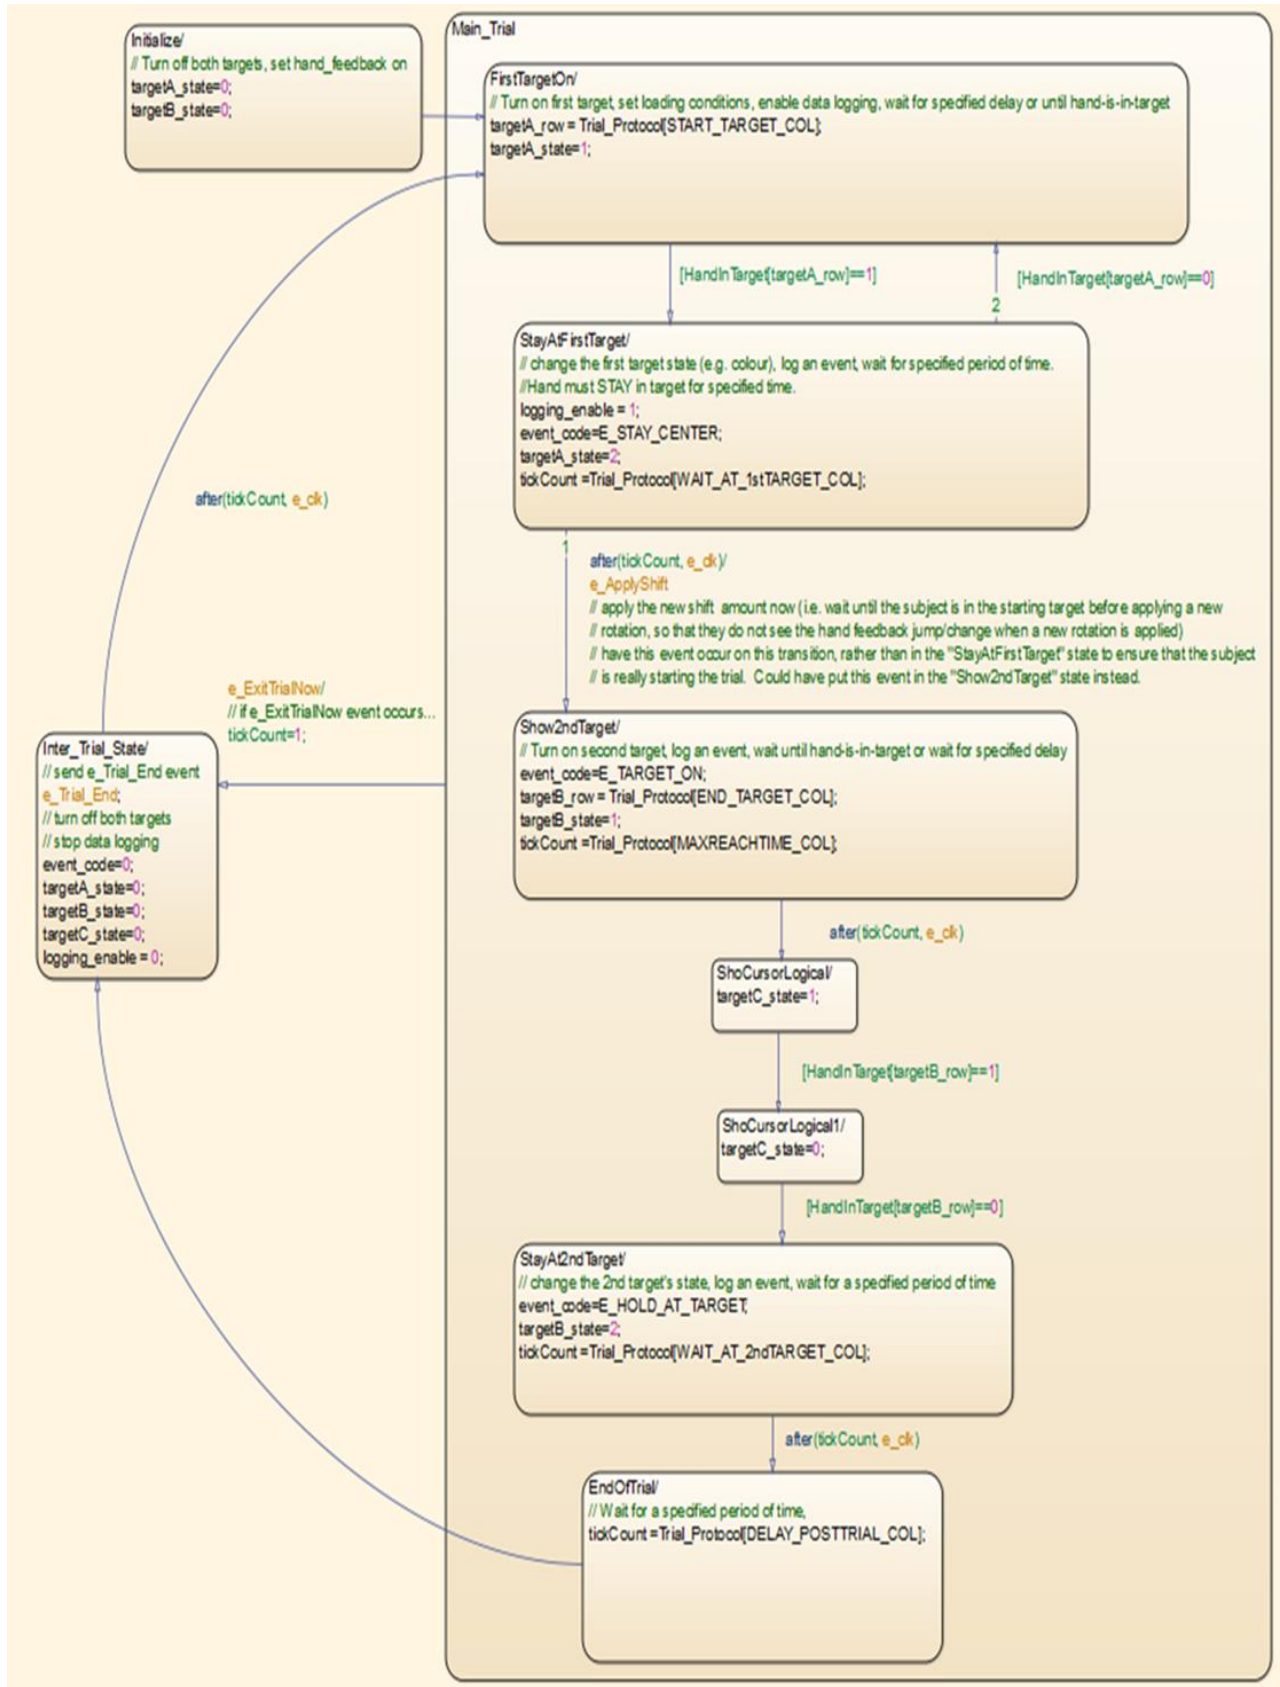 Initialize/
// Turn off both targets, set hand_feedback on
targetA_state=0;
targetB_state=0;
Main_Trial
FirstTargetOn/
// Turn on first target, set loading conditions, enable data logging, wait for specified delay or until hand-is-in-target
targetA_row = Trial_Protocol[START_TARGET_COL];
targetA_state=1;
[HandInTarget[targetA_row]==1]
[HandInTarget[targetA_row]==0]
2
StayAtFirstTarget/
// change the first target state (e.g. colour), log an event, wait for specified period of time.
//Hand must STAY in target for specified time.
logging_enable = 1;
event_code=E_STAY_CENTER;
targetA_state=2;
tickCount =Trial_Protocol[WAIT_AT_1stTARGET_COL];
after(tickCount, e_clk)
1
after(tickCount, e_clk)/
e_ApplyShift
// apply the new shift amount now (i.e. wait until the subject is in the starting target before applying a new
// rotation, so that they do not see the hand feedback jump/change when a new rotation is applied)
// have this event occur on this transition, rather than in the "StayAtFirstTarget" state to ensure that the subject
// is really starting the trial. Could have put this event in the "Show2ndTarget" state instead.
e_ExitTrialNow/
// if e_ExitTrialNow event occurs...
tickCount=1;
Inter_Trial_State/
// send e_Trial_End event
e_Trial_End;
// turn off both targets
// stop data logging
event_code=0;
targetA_state=0;
targetB_state=0;
targetC_state=0;
logging_enable = 0;
Show2ndTarget/
// Turn on second target, log an event, wait until hand-is-in-target or wait for specified delay
event_code=E_TARGET_ON;
targetB_row = Trial_Protocol[END_TARGET_COL];
targetB_state=1;
tickCount =Trial_Protocol[MAXREACHTIME_COL];
after(tickCount, e_clk)
ShoCursorLogical/
targetC_state=1;
[HandInTarget[targetB_row]==1]
ShoCursorLogical1/
targetC_state=0;
[HandInTarget[targetB_row]==0]
StayAt2ndTarget/
// change the 2nd target's state, log an event, wait for a specified period of time
event_code=E_HOLD_AT_TARGET;
targetB_state=2;
tickCount =Trial_Protocol[WAIT_AT_2ndTARGET_COL];
after(tickCount, e_clk)
EndOfTrial/
// Wait for a specified period of time,
tickCount =Trial_Protocol[DELAY_POSTTRIAL_COL];